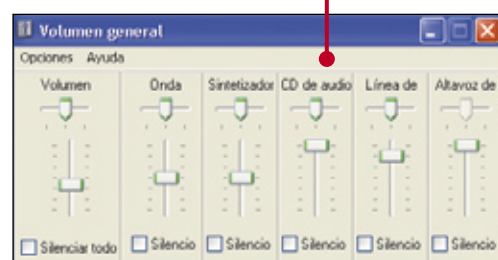 Volumen general
Opciones Ayuda
Volumen Onda Sintetizador CD de audio Línea de Altavoz de
Silenciar todo Silencio Silencio Silencio Silencio Silencio